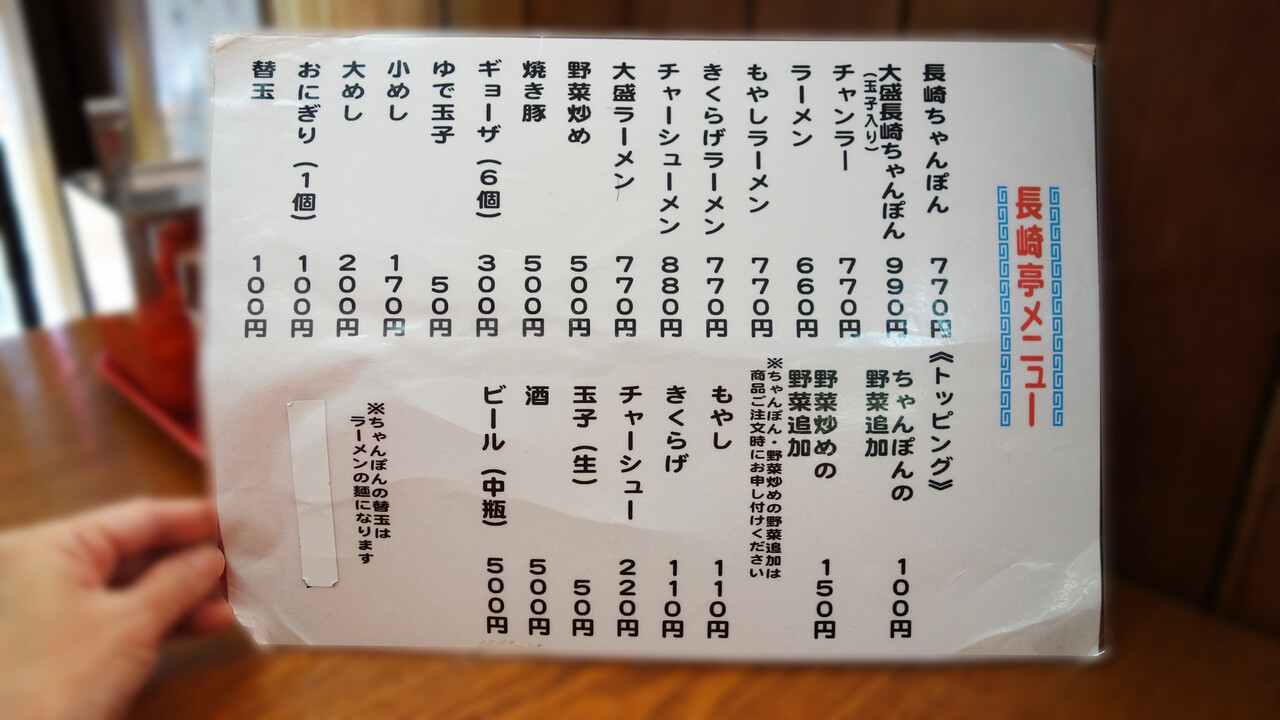 長崎亭メニュー
長崎ちゃんぽん 770円
大盛長崎ちゃんぽん 990円
(玉子入り)
チャンラー 770円
ラーメン 660円
もやしラーメン 770円
きくらげラーメン 770円
チャーシューメン 880円
大盛ラーメン 770円
野菜炒め 500円
焼き豚 500円
ギョーザ(6個) 300円
ゆで玉子 50円
小めし 170円
大めし 200円
おにぎり(1個) 100円
替玉 100円
《トッピング》
ちゃんぽんの
野菜追加 100円
野菜炒めの
野菜追加 150円
※ちゃんぽん・野菜炒めの野菜追加は
商品ご注文時にお申し付けください
もやし 110円
きくらげ 110円
チャーシュー 220円
玉子(生) 50円
酒 500円
ビール(中瓶) 500円
※ちゃんぽんの替玉は
ラーメンの麺になります